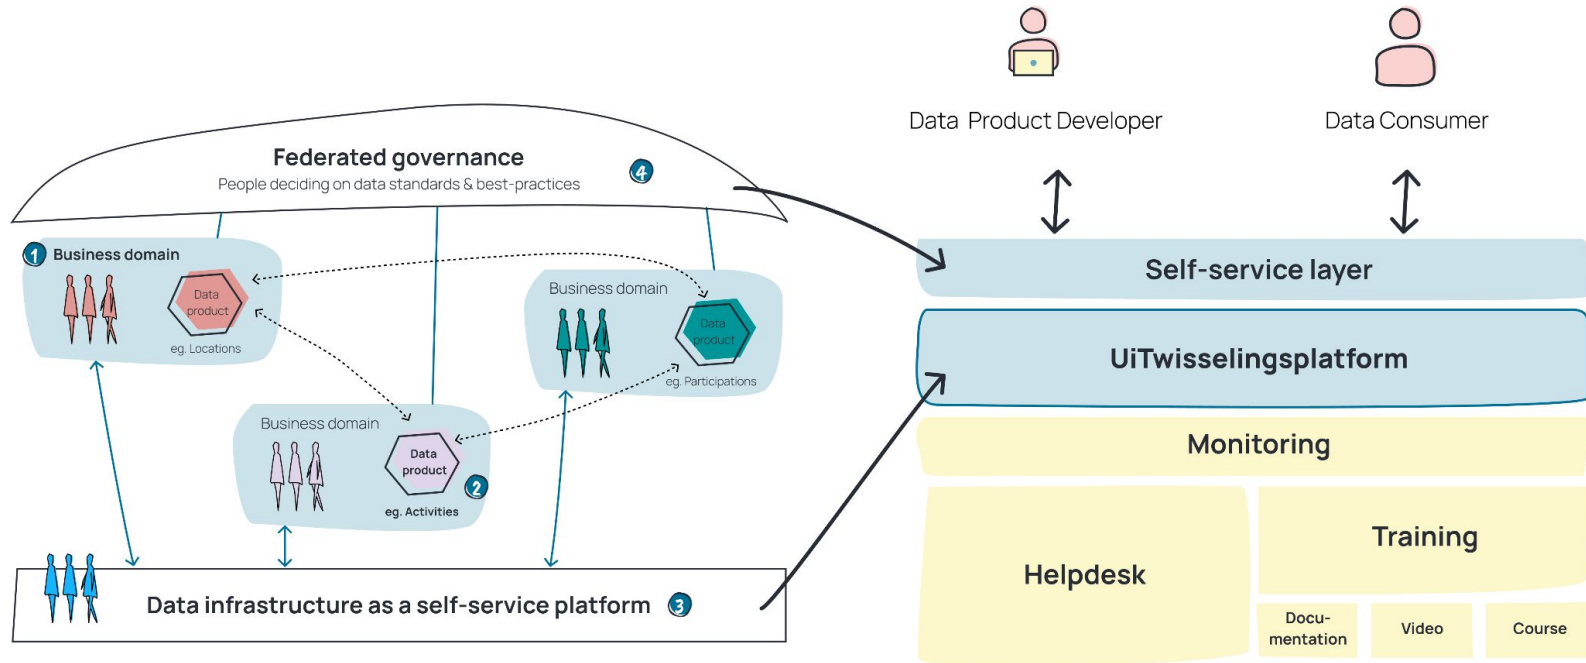 Federated governance
People deciding on data standards & best-practices
4
1
Business domain
Data
product
eg. Locations
Business domain
Data
product
eg. Participations
Business domain
Data
product
2
eg. Activities
Data infrastructure as a self-service platform
3
Data Product Developer
Data Consumer
Self-service layer
UiTwisselingsplatform
Monitoring
Helpdesk
Training
Docu-
mentation
Video
Course